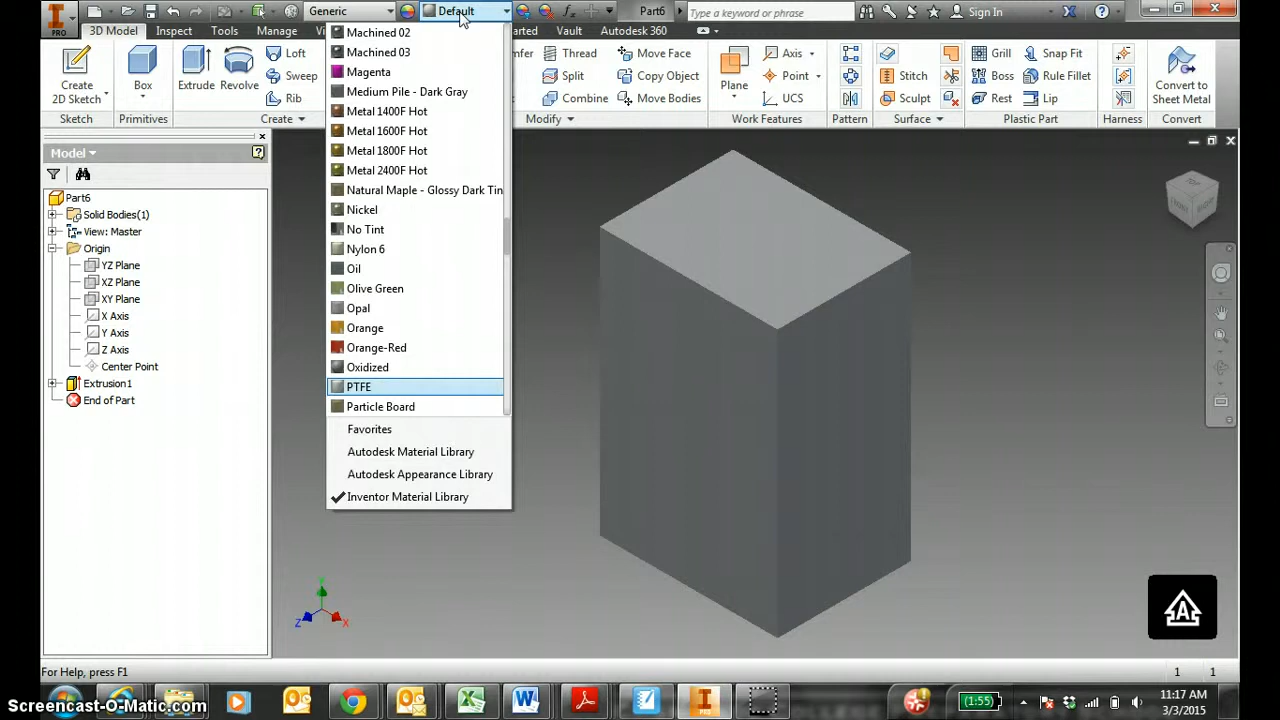 Generic
Default
Part6
Type a keyword or phrase
Sign In
PRO
3D Model
Inspect
Tools
Manage
Vi
arted
Vault
Autodesk 360
Create
2D Sketch
Sketch
Box
Primitives
Extrude
Revolve
Loft
Sweep
Rib
Create
Thread
Split
Combine
Move Face
Copy Object
Move Bodies
Modify
Plane
Axis
Point
UCS
Work Features
Pattern
Stitch
Sculpt
Surface
Grill
Boss
Rest
Snap Fit
Rule Fillet
Lip
Plastic Part
Harness
Convert to
Sheet Metal
Convert
Machined 02
Machined 03
Magenta
Medium Pile - Dark Gray
Metal 1400F Hot
Metal 1600F Hot
Metal 1800F Hot
Metal 2400F Hot
Natural Maple - Glossy Dark Tin
Nickel
No Tint
Nylon 6
Oil
Olive Green
Opal
Orange
Orange-Red
Oxidized
PTFE
Particle Board
Favorites
Autodesk Material Library
Autodesk Appearance Library
Inventor Material Library
Model
Part6
Solid Bodies(1)
View: Master
Origin
YZ Plane
XZ Plane
XY Plane
X Axis
Y Axis
Z Axis
Center Point
Extrusion1
End of Part
Z
X
A
For Help, press F1
1 1
(1:55)
11:17 AM
3/3/2015
Screencast-O-Matic.com